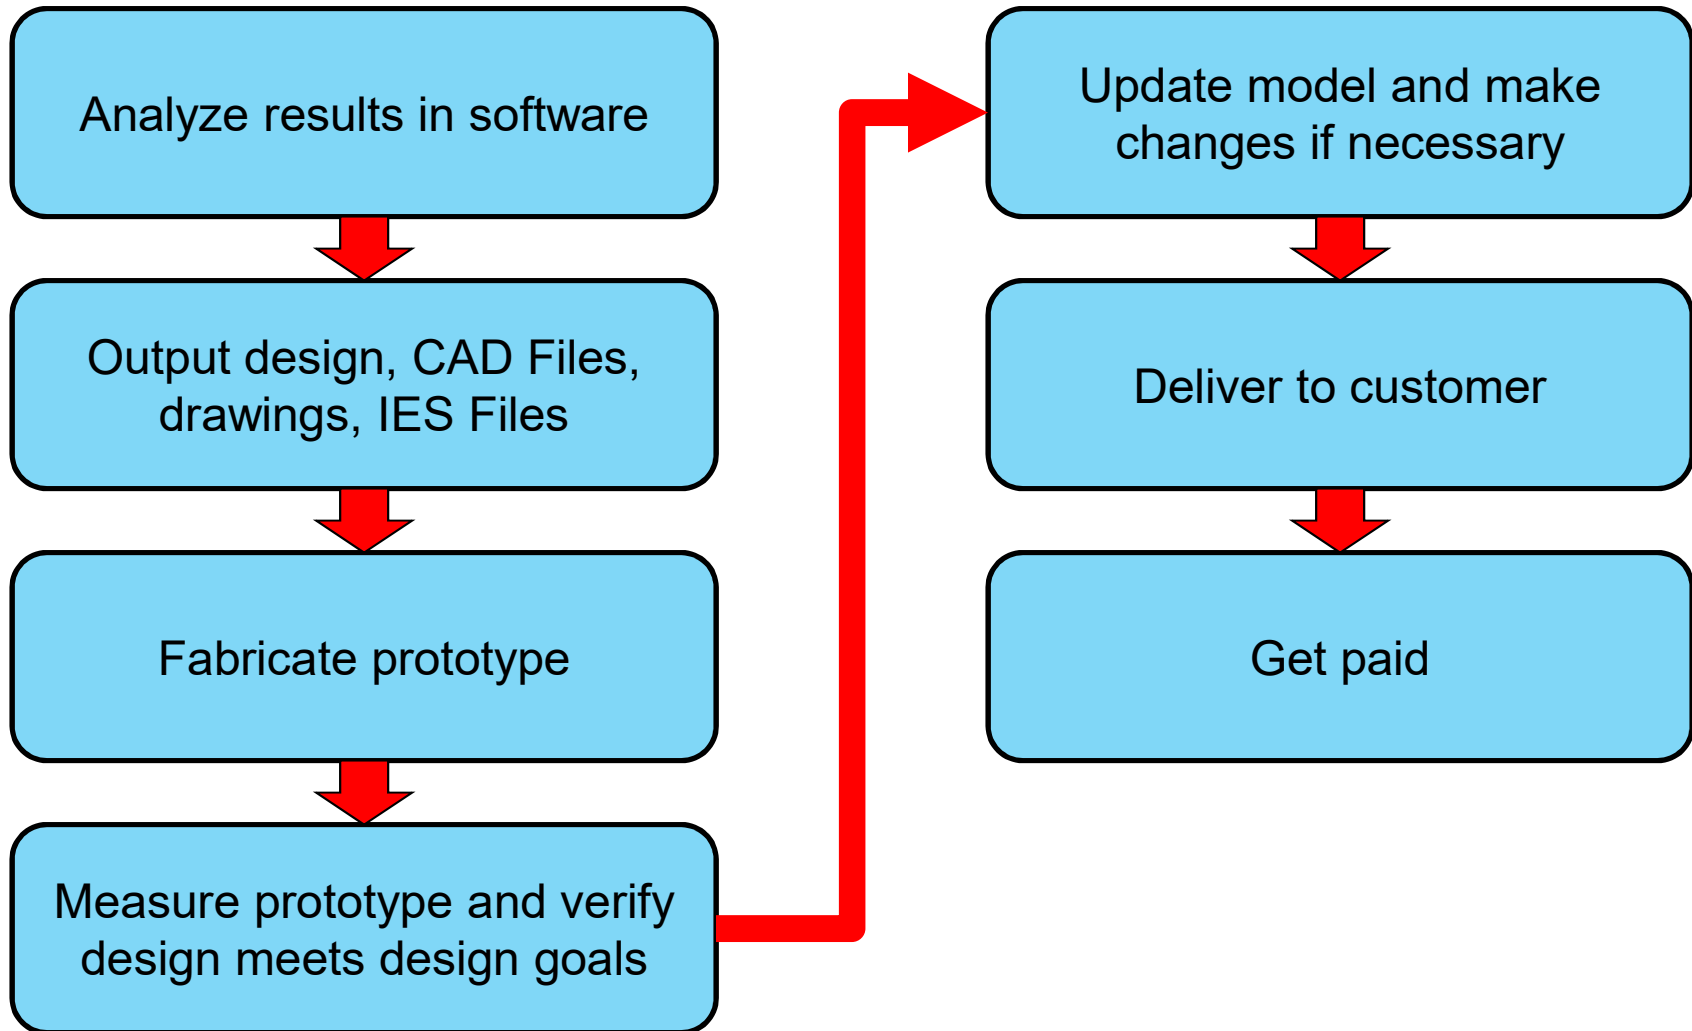 Analyze results in software
Output design, CAD Files,
drawings, IES Files
Fabricate prototype
Measure prototype and verify
design meets design goals
Update model and make
changes if necessary
Deliver to customer
Get paid